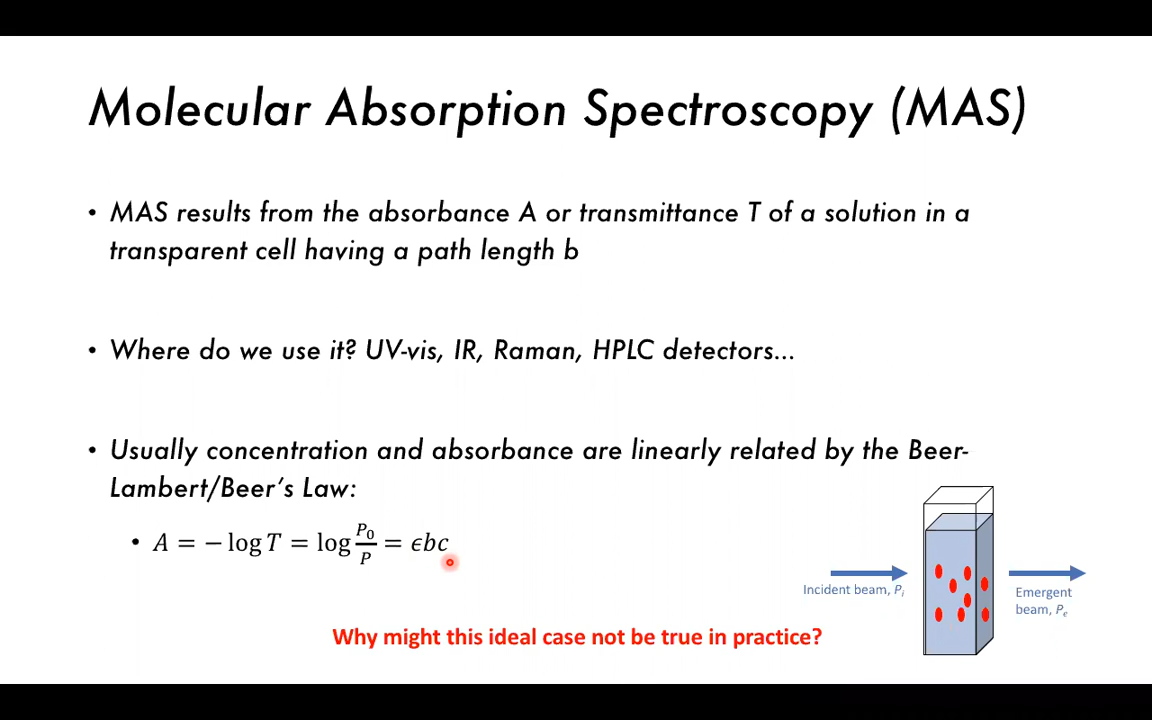 Molecular Absorption Spectroscopy (MAS)
• MAS results from the absorbance A or transmittance T of a solution in a
transparent cell having a path length b
• Where do we use it? UV-vis, IR, Raman, HPLC detectors...
• Usually concentration and absorbance are linearly related by the Beer-
Lambert/Beer's Law:
• A = − log T = log P₀/P = ϵbc
Incident beam, Pᵢ
Emergent
beam, Pₑ
Why might this ideal case not be true in practice?